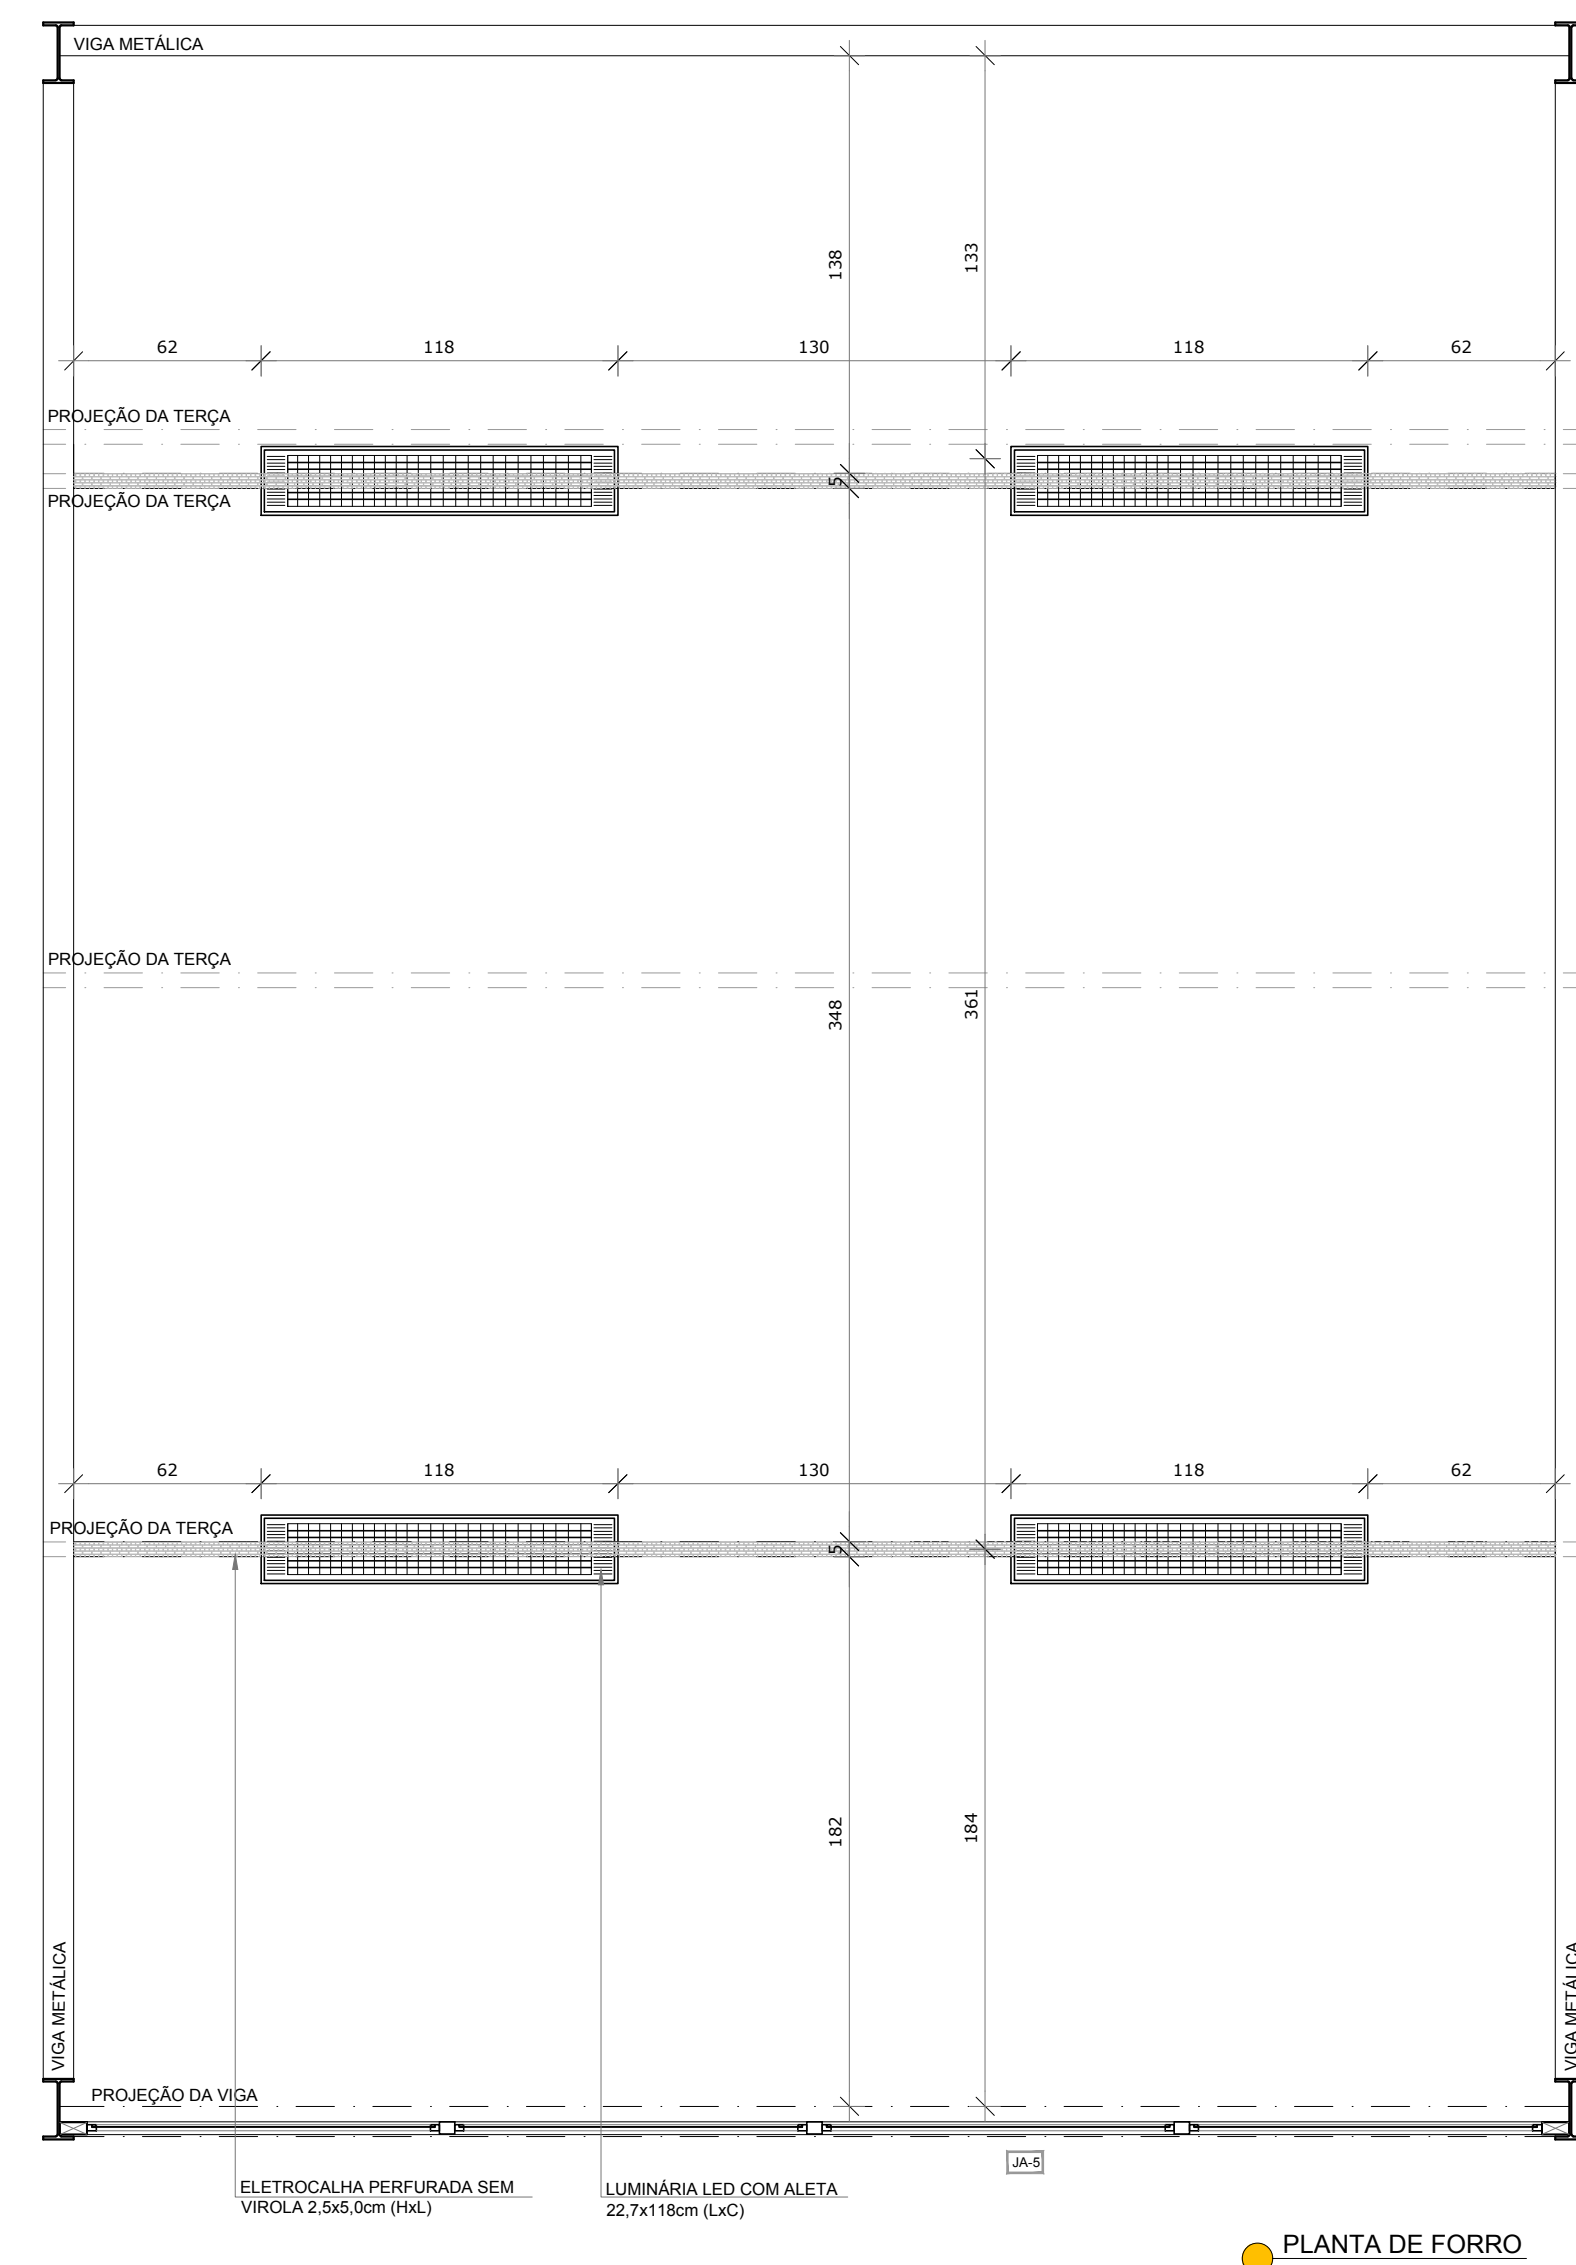 VIGA METÁLICA
138
133
62
118
130
118
62
PROJEÇÃO DA TERÇA
5
PROJEÇÃO DA TERÇA
PROJEÇÃO DA TERÇA
348
361
62
118
130
118
62
PROJEÇÃO DA TERÇA
5
182
184
VIGA METÁLICA
VIGA METÁLICA
PROJEÇÃO DA VIGA
JA-5
ELETROCALHA PERFURADA SEM
VIROLA 2,5x5,0cm (HxL)
LUMINÁRIA LED COM ALETA
22,7x118cm (LxC)
PLANTA DE FORRO